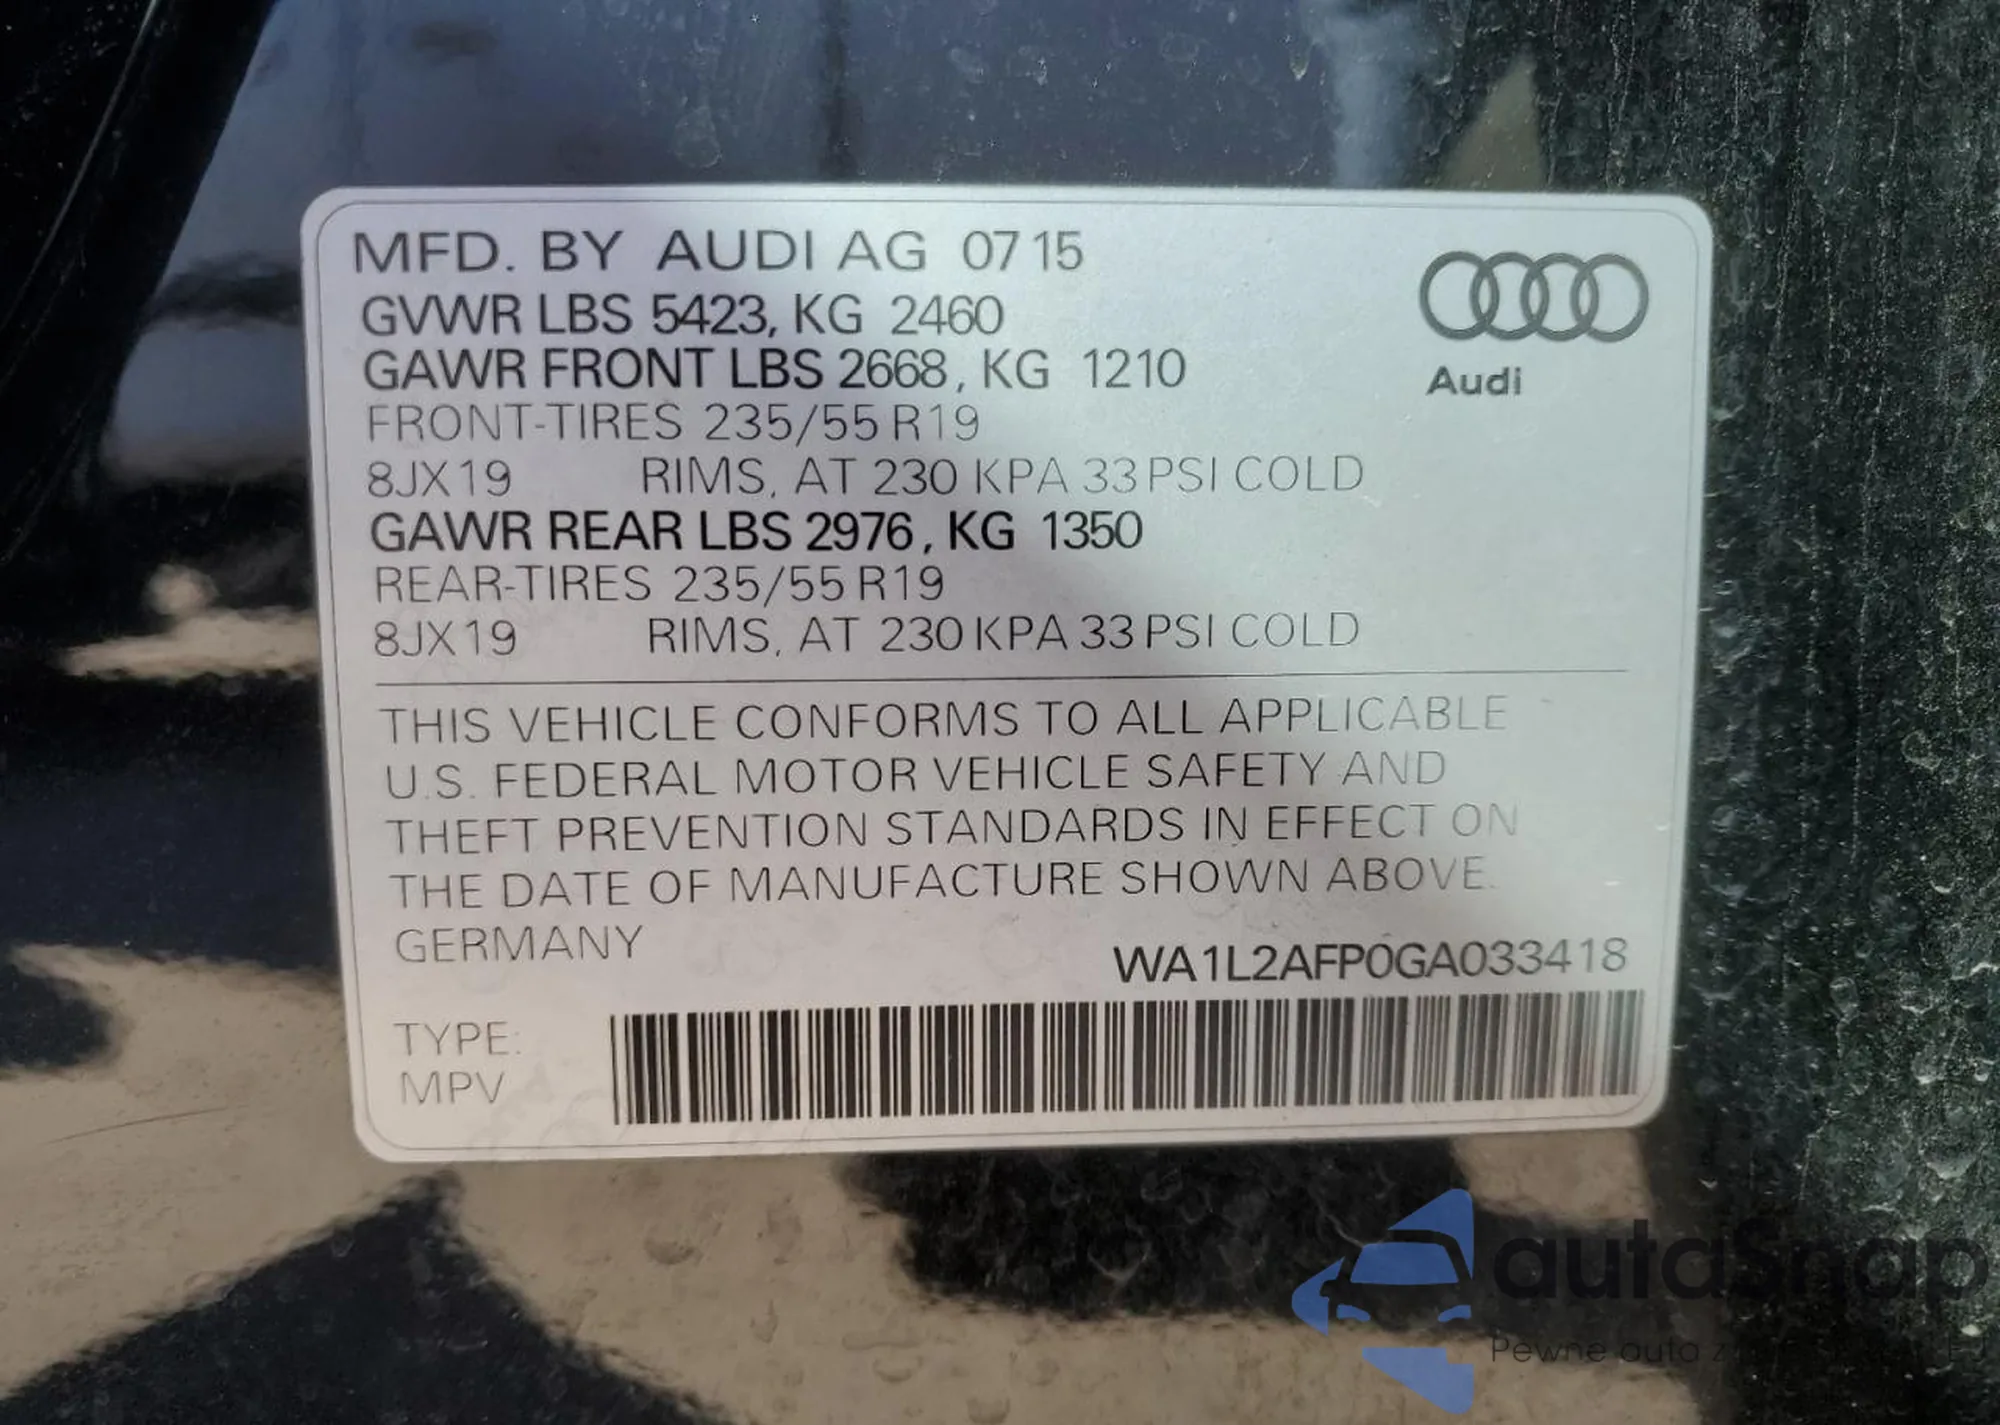 MFD. BY AUDI AG 07 15
GVWR LBS 5423, KG 2460
GAWR FRONT LBS 2668, KG 1210
FRONT-TIRES 235/55 R19
8JX19 RIMS, AT 230 KPA 33 PSI COLD
GAWR REAR LBS 2976, KG 1350
REAR-TIRES 235/55 R19
8JX19 RIMS, AT 230 KPA 33 PSI COLD
Audi
THIS VEHICLE CONFORMS TO ALL APPLICABLE
U.S. FEDERAL MOTOR VEHICLE SAFETY AND
THEFT PREVENTION STANDARDS IN EFFECT ON
THE DATE OF MANUFACTURE SHOWN ABOVE.
GERMANY
WA1L2AFP0GA033418
TYPE:
MPV
autaSnap
Pewne auta z